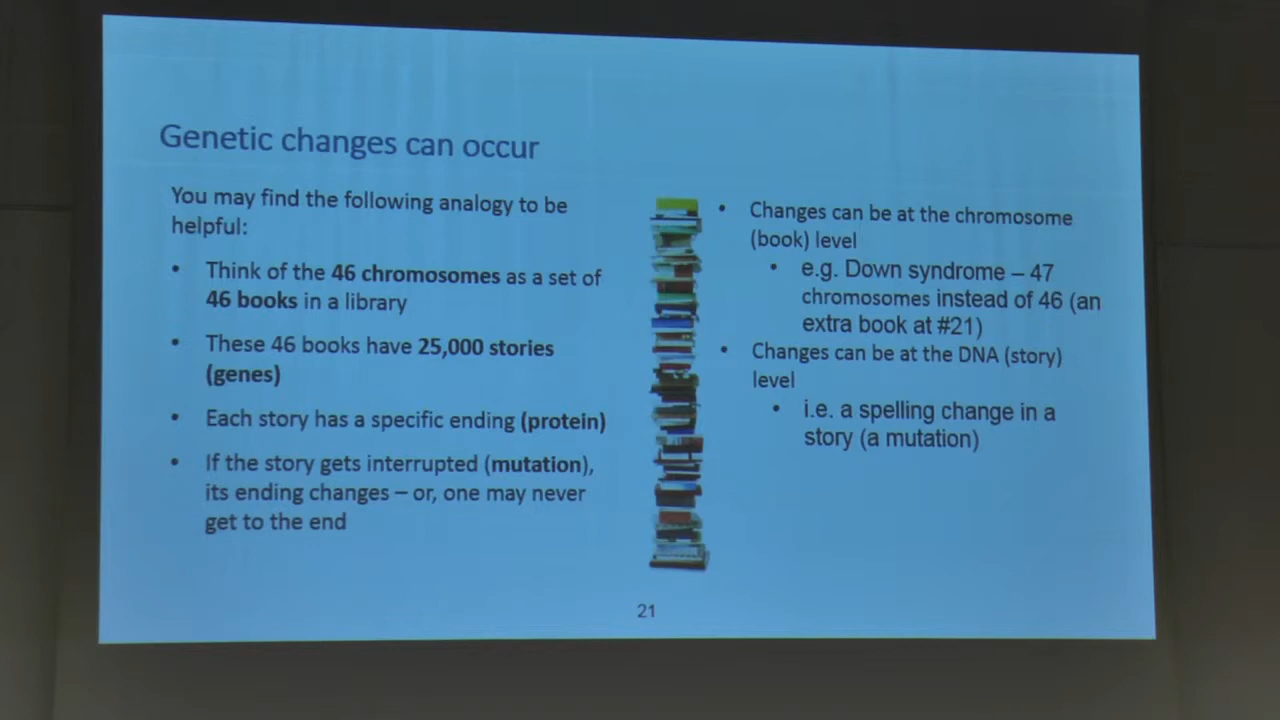 Genetic changes can occur
You may find the following analogy to be
helpful:
• Think of the 46 chromosomes as a set of
46 books in a library
• These 46 books have 25,000 stories
(genes)
• Each story has a specific ending (protein)
• If the story gets interrupted (mutation),
its ending changes – or, one may never
get to the end
• Changes can be at the chromosome
(book) level
• e.g. Down syndrome – 47
chromosomes instead of 46 (an
extra book at #21)
• Changes can be at the DNA (story)
level
• i.e. a spelling change in a
story (a mutation)
21